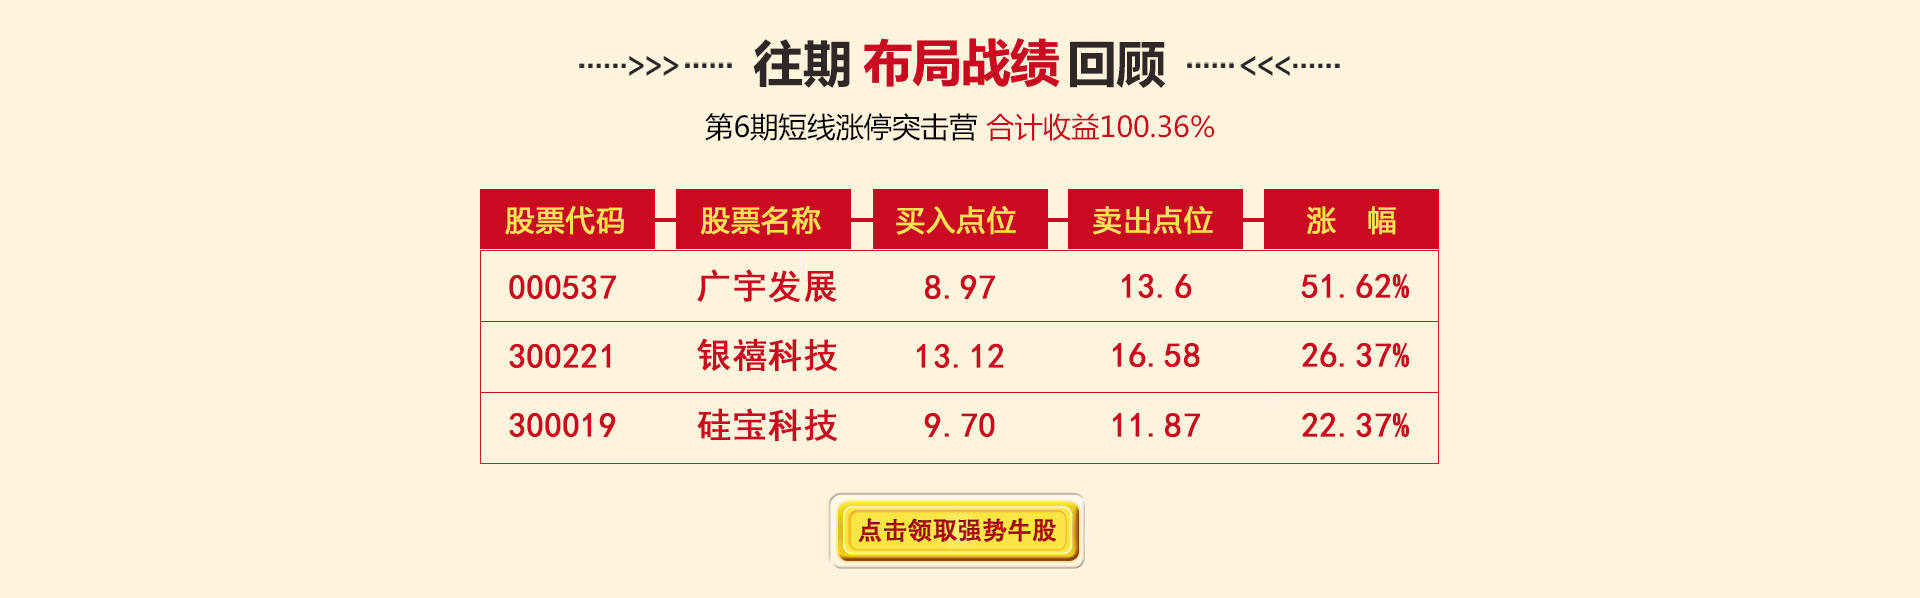 ······>>>······ 往期 布局战绩 回顾 ······<<<······
第6期短线涨停突击营 合计收益100.36%
股票代码 股票名称 买入点位 卖出点位 涨 幅
000537 广宇发展 8.97 13.6 51.62%
300221 银禧科技 13.12 16.58 26.37%
300019 硅宝科技 9.70 11.87 22.37%
点击领取强势牛股